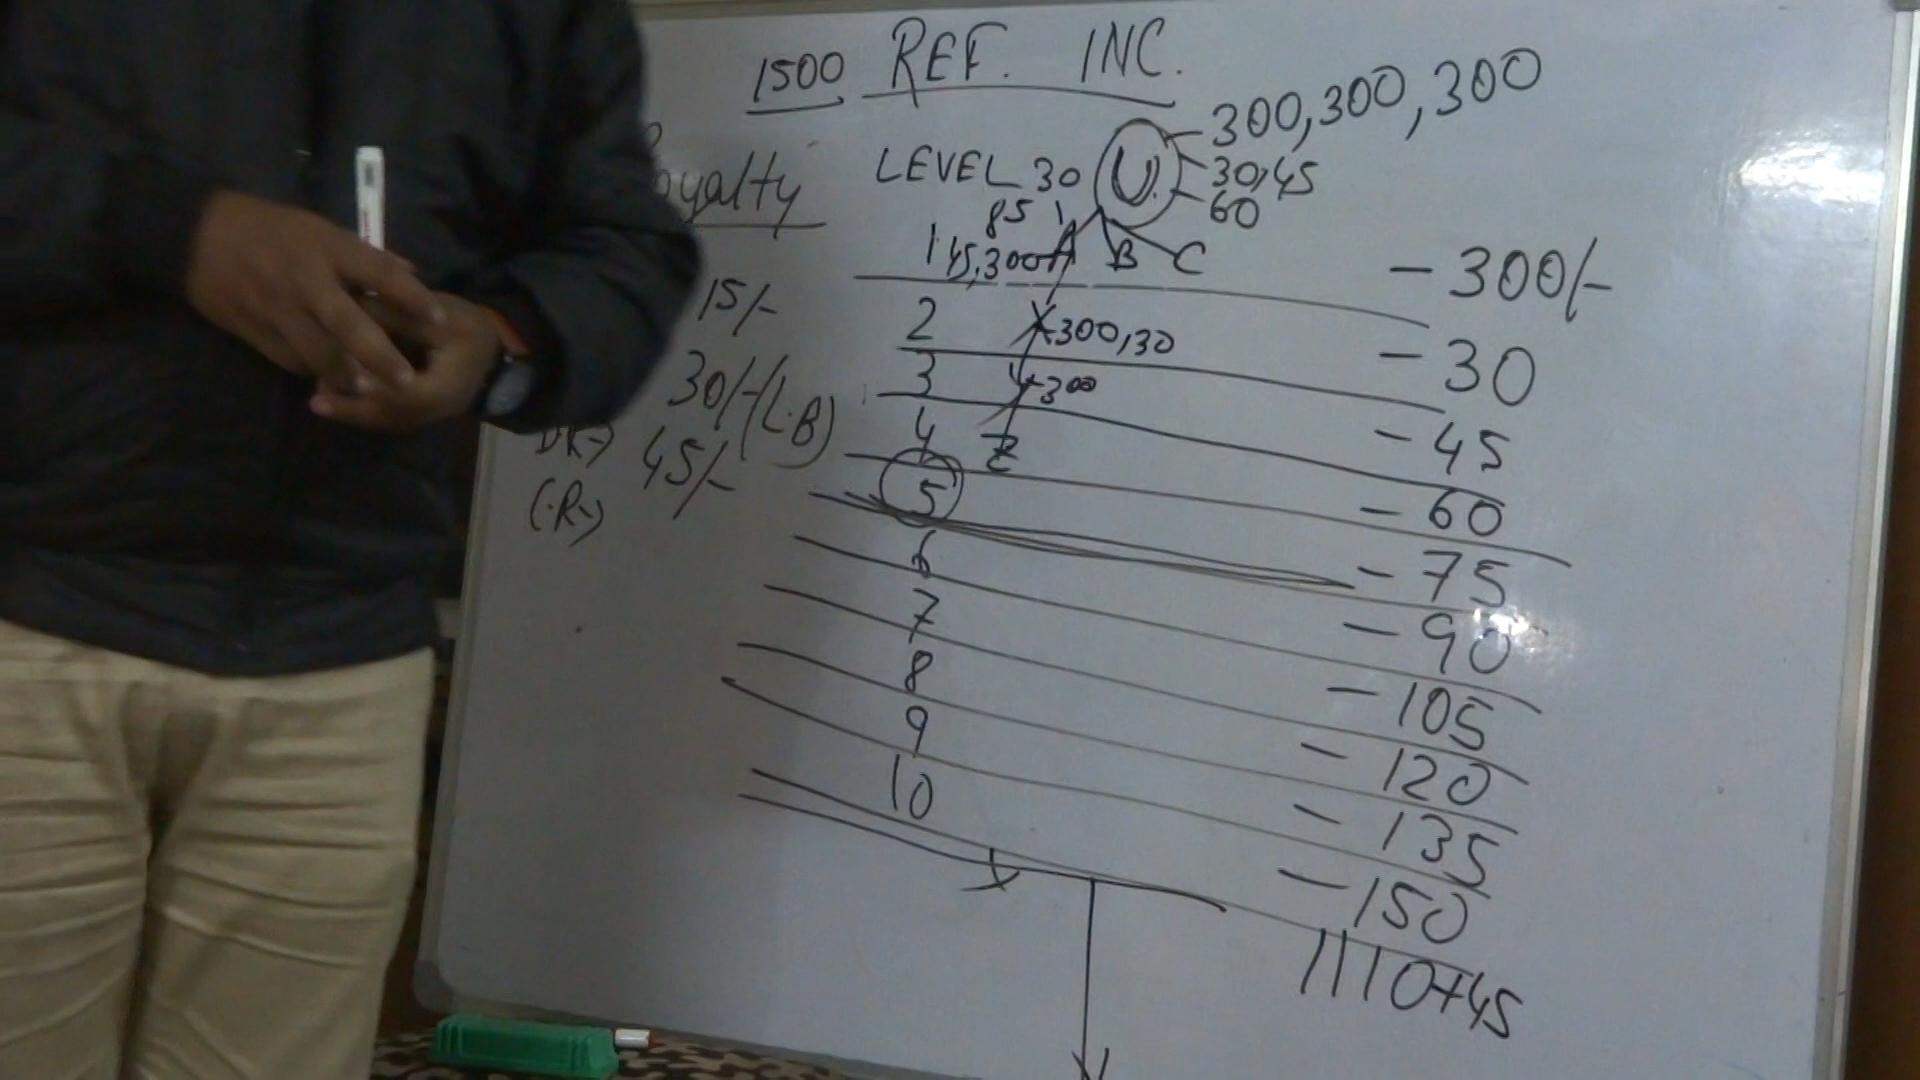 1500 REF. INC.
300,300,300
LEVEL 30 U.
30,45
60
85
1. 45,300 A B C - 300/-
2 X 300,30 - 30
3 Y 300 - 45
4 Z - 60
5 - 75
6 - 90
7 - 105
8 - 120
9 - 135
10 - 150
1110+45
oyalty
15/-
30/- (L.B)
45/-
(.R.)